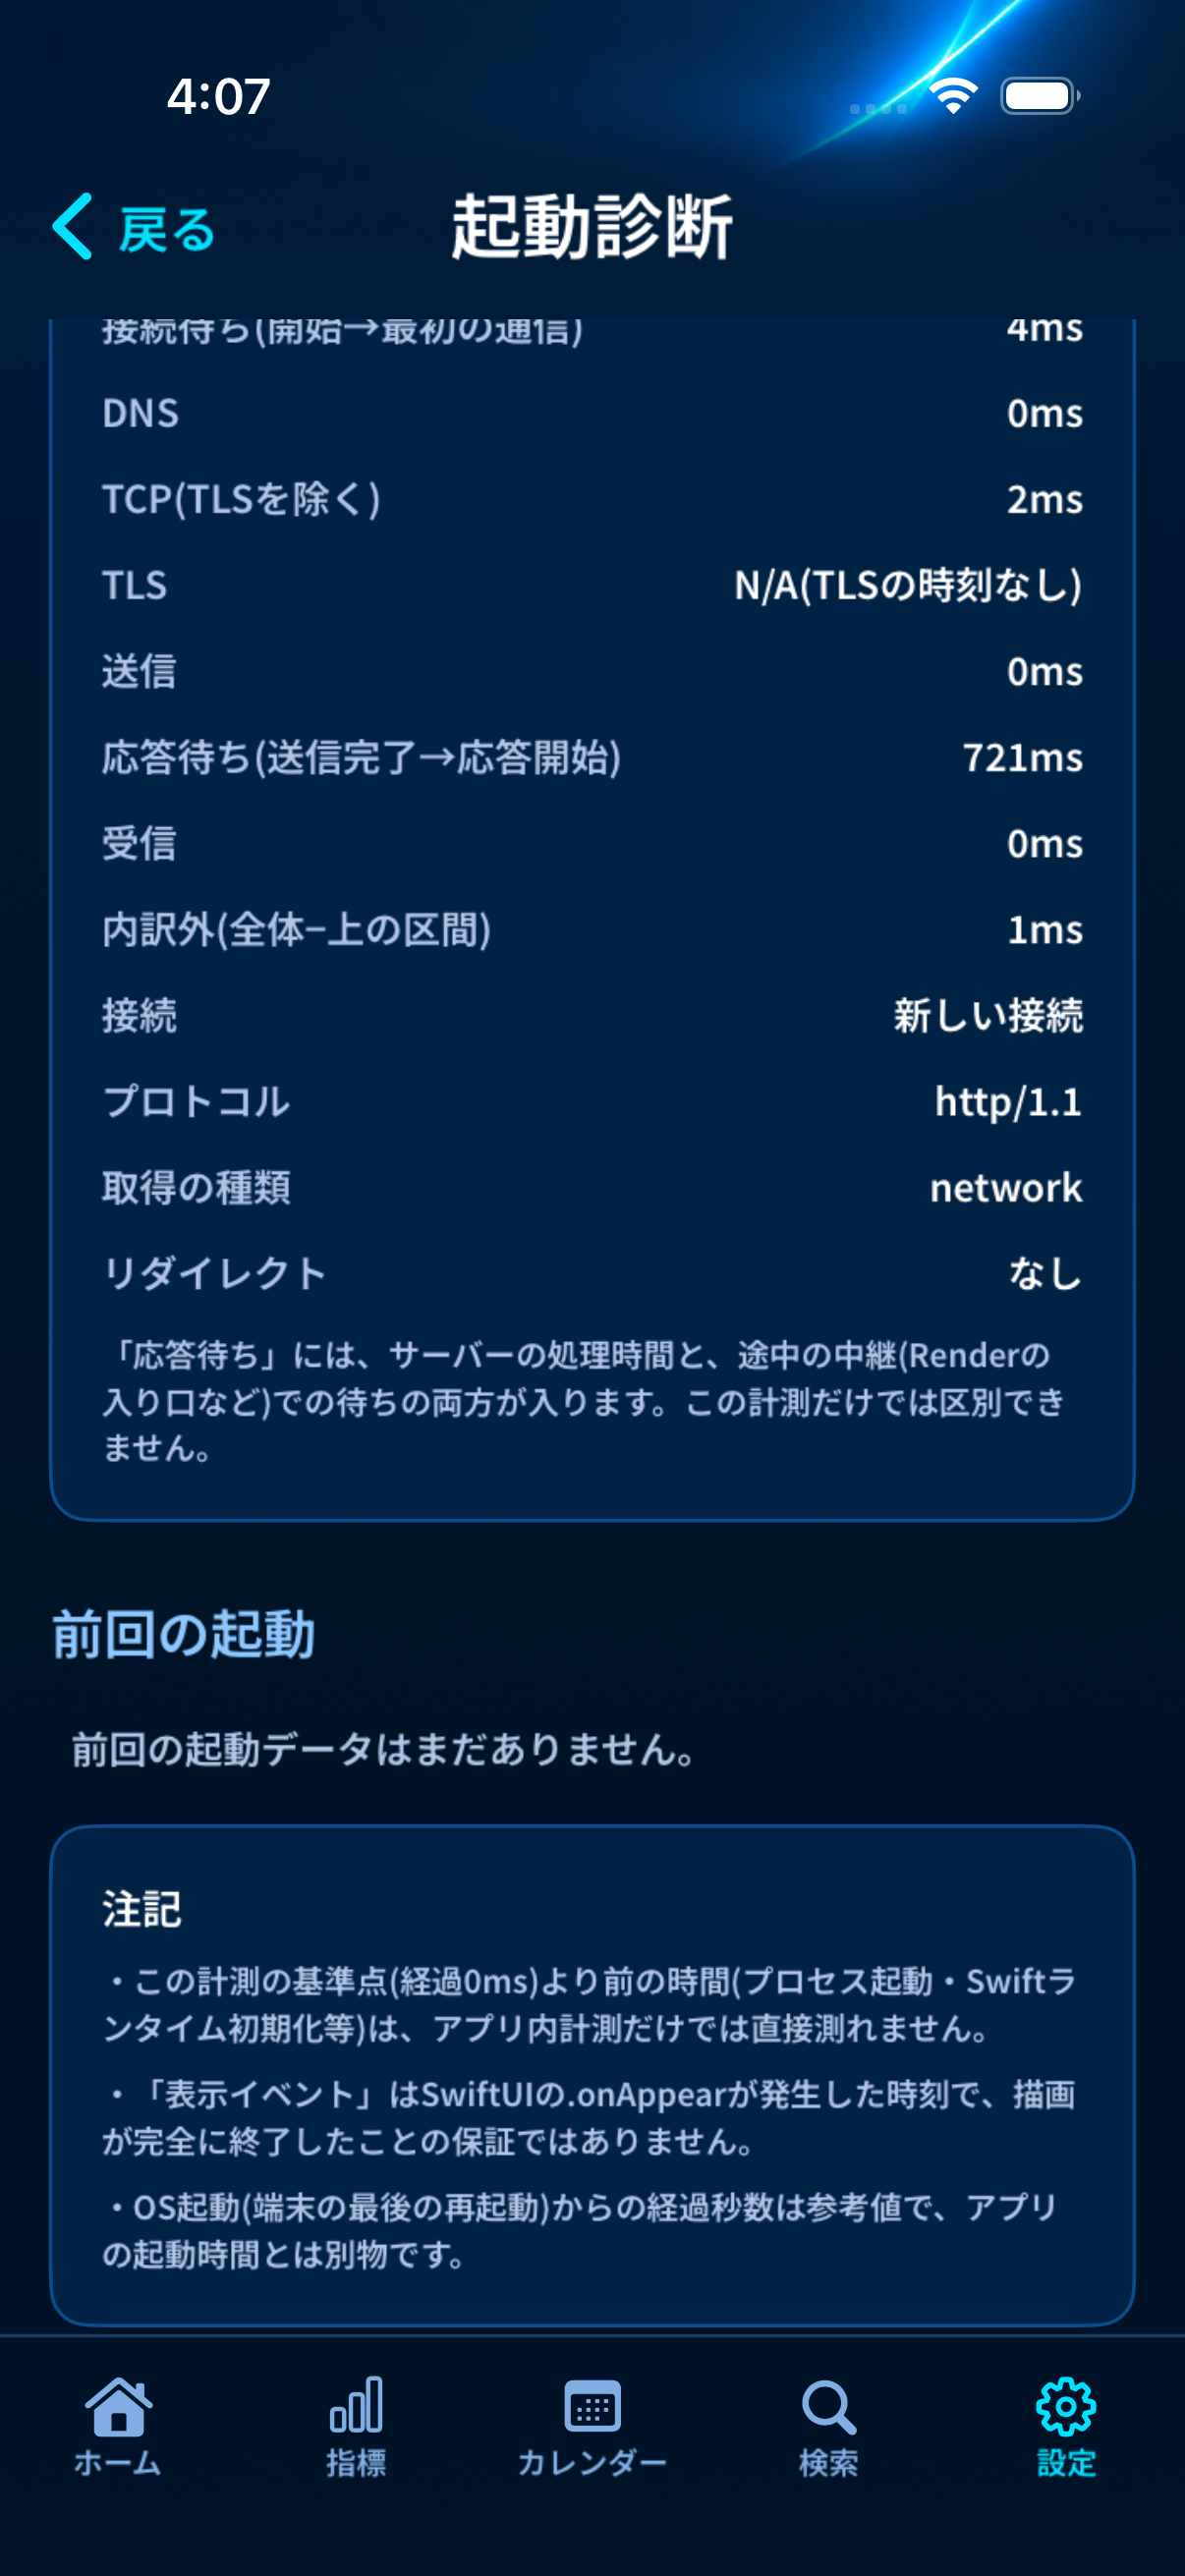 4:07
戻る
起動診断
接続待ち(開始→最初の通信) 4ms
DNS 0ms
TCP(TLSを除く) 2ms
TLS N/A(TLSの時刻なし)
送信 0ms
応答待ち(送信完了→応答開始) 721ms
受信 0ms
内訳外(全体−上の区間) 1ms
接続 新しい接続
プロトコル http/1.1
取得の種類 network
リダイレクト なし
「応答待ち」には、サーバーの処理時間と、途中の中継(Renderの
入り口など)での待ちの両方が入ります。この計測だけでは区別でき
ません。
前回の起動
前回の起動データはまだありません。
注記
・この計測の基準点(経過0ms)より前の時間(プロセス起動・Swiftラ
ンタイム初期化等)は、アプリ内計測だけでは直接測れません。
・「表示イベント」はSwiftUIの.onAppearが発生した時刻で、描画
が完全に終了したことの保証ではありません。
・OS起動(端末の最後の再起動)からの経過秒数は参考値で、アプリ
の起動時間とは別物です。
ホーム 指標 カレンダー 検索 設定